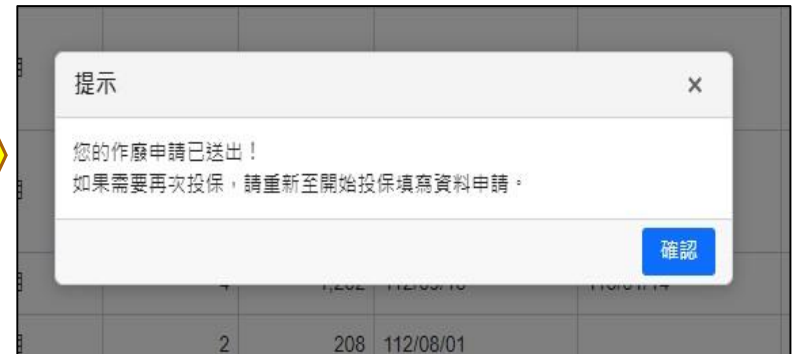 提示 ×
您的作廢申請已送出！
如果需要再次投保，請重新至開始投保填寫資料申請。
確認
2 208 112/08/01